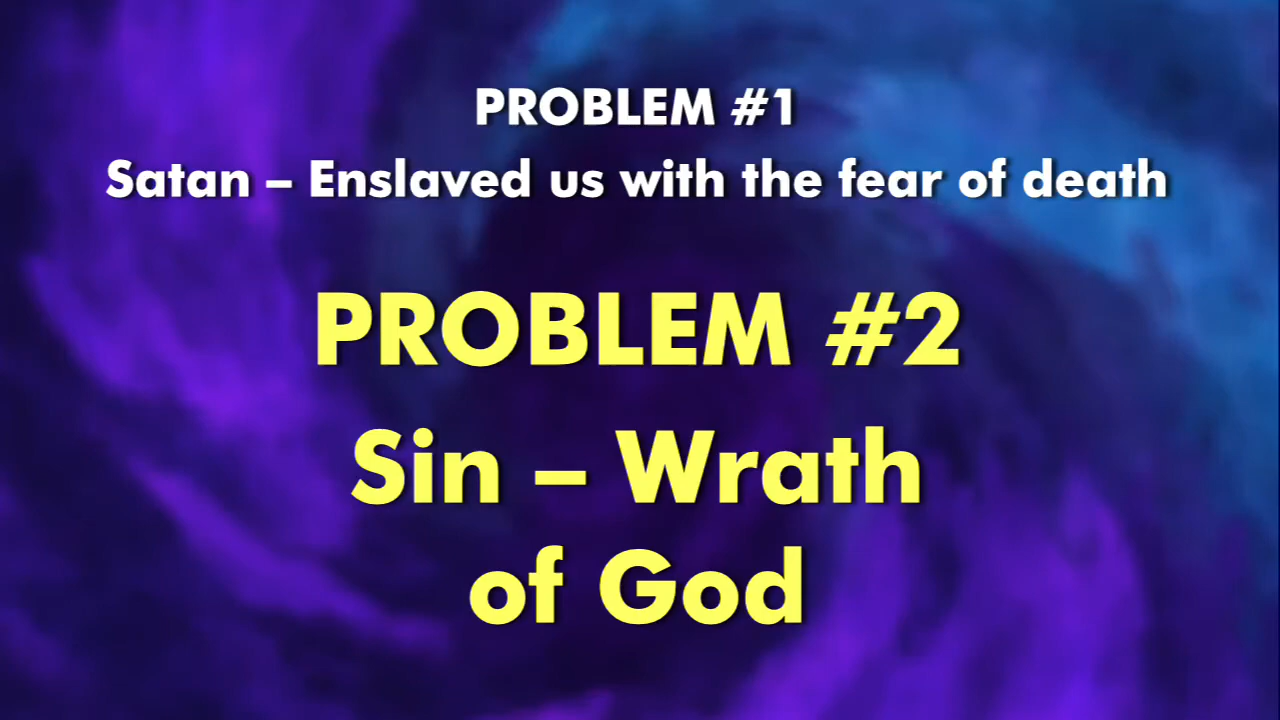 PROBLEM #1
Satan – Enslaved us with the fear of death
PROBLEM #2
Sin – Wrath
of God